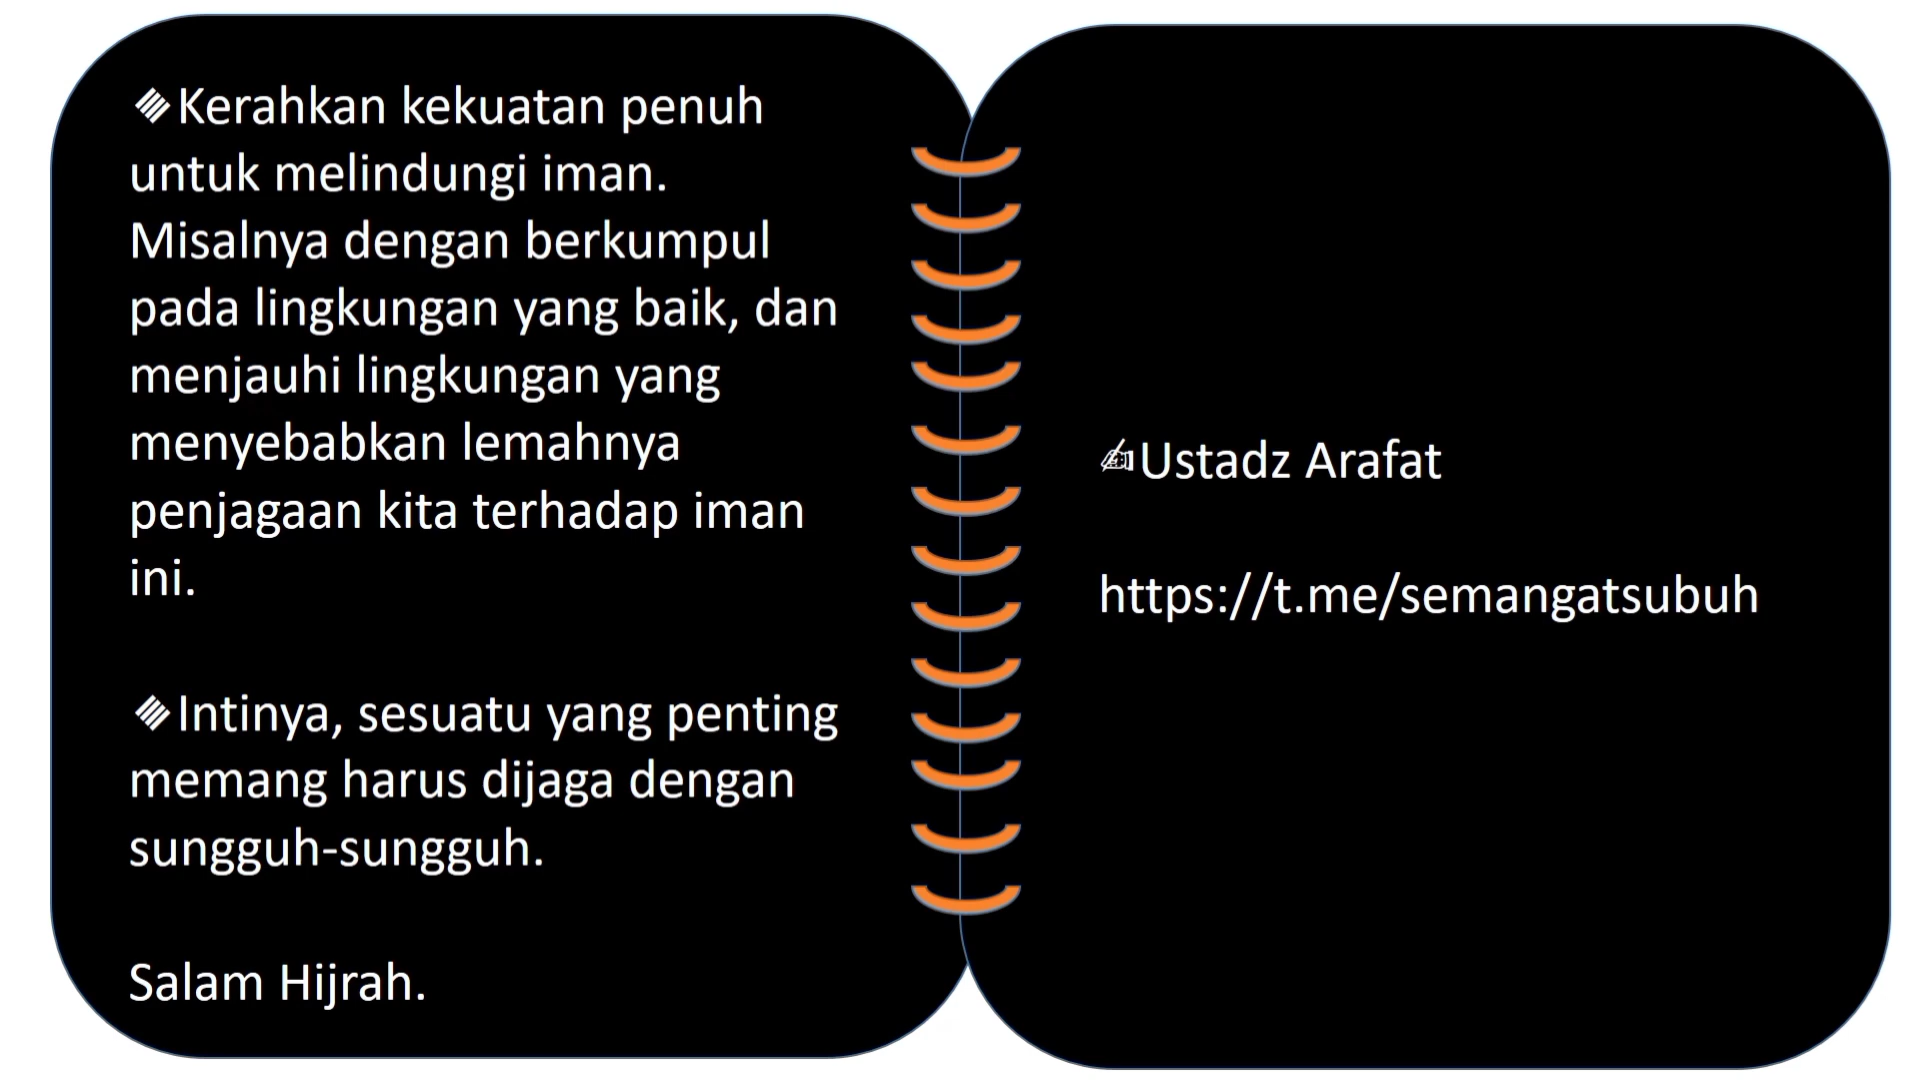 Kerahkan kekuatan penuh
untuk melindungi iman.
Misalnya dengan berkumpul
pada lingkungan yang baik, dan
menjauhi lingkungan yang
menyebabkan lemahnya
penjagaan kita terhadap iman
ini.
Intinya, sesuatu yang penting
memang harus dijaga dengan
sungguh-sungguh.
Salam Hijrah.
✍Ustadz Arafat
https://t.me/semangatsubuh